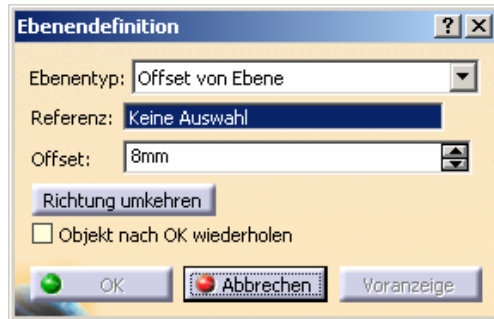 Ebenendefinition
Ebenentyp: Offset von Ebene
Referenz: Keine Auswahl
Offset: 8mm
Richtung umkehren
Objekt nach OK wiederholen
OK Abbrechen Voranzeige